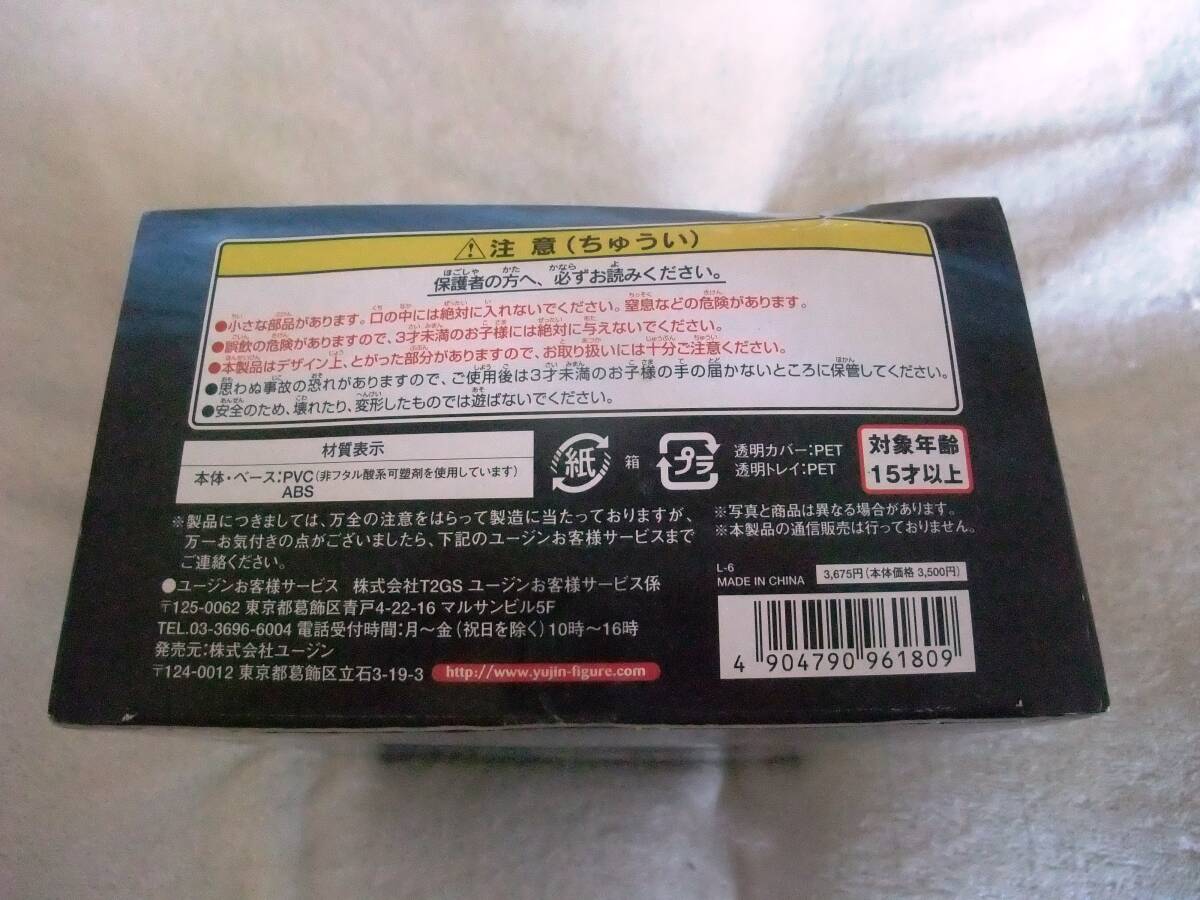 注意(ちゅうい)
保護者の方へ、必ずお読みください。
●小さな部品があります。口の中には絶対に入れないでください。窒息などの危険があります。
●誤飲の危険がありますので、3才未満のお子様には絶対に与えないでください。
●本製品はデザイン上、とがった部分がありますので、お取り扱いには十分ご注意ください。
●思わぬ事故の恐れがありますので、ご使用後は3才未満のお子様の手の届かないところに保管してください。
●安全のため、壊れたり、変形したものでは遊ばないでください。
材質表示
本体・ベース:PVC(非フタル酸系可塑剤を使用しています)
ABS
紙 箱
プラ 透明カバー:PET
透明トレイ:PET
対象年齢
15才以上
※製品につきましては、万全の注意をはらって製造に当たっておりますが、
万一お気付きの点がございましたら、下記のユージンお客様サービスまで
ご連絡ください。
●ユージンお客様サービス 株式会社T2GS ユージンお客様サービス係
〒125-0062 東京都葛飾区青戸4-22-16 マルサンビル5F
TEL.03-3696-6004 電話受付時間:月〜金(祝日を除く)10時〜16時
発売元:株式会社ユージン
〒124-0012 東京都葛飾区立石3-19-3 http://www.yujin-figure.com
※写真と商品は異なる場合があります。
※本製品の通信販売は行っておりません。
L-6
MADE IN CHINA 3,675円(本体価格 3,500円)
4 904790 961809